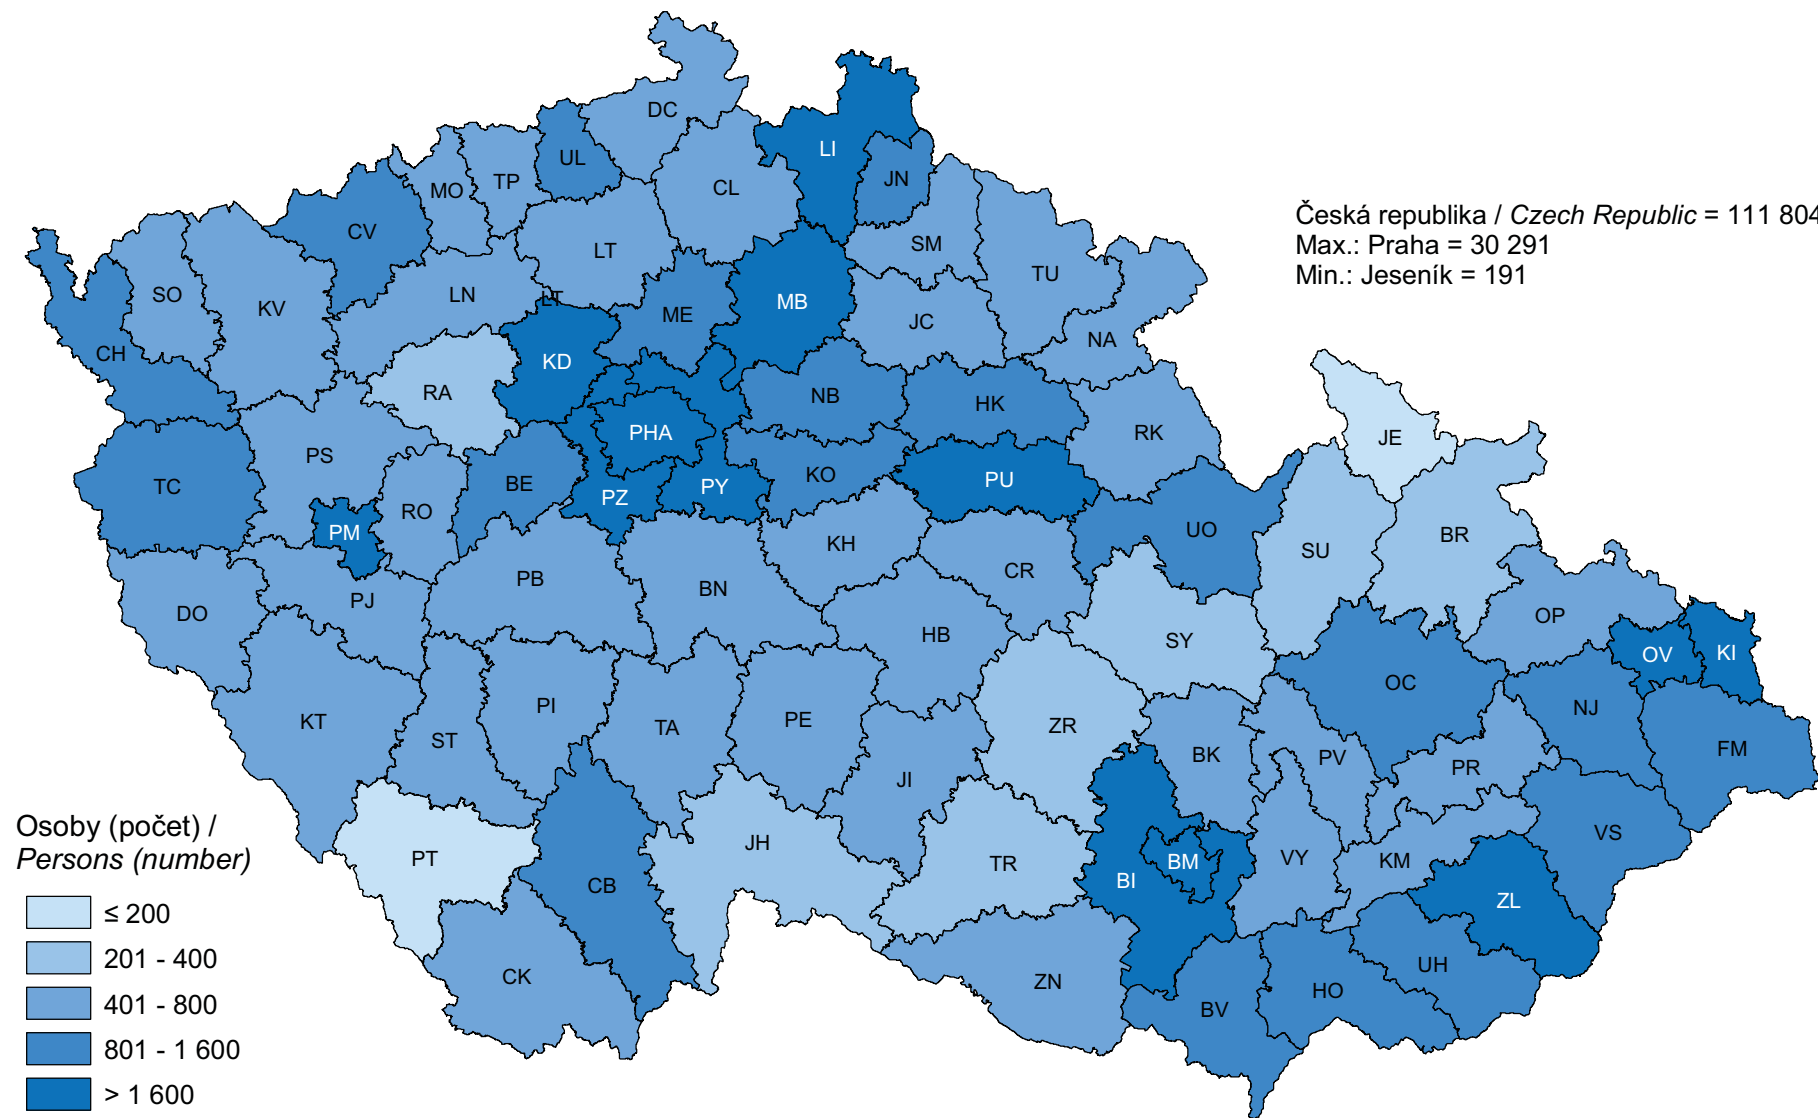 DC
LI
UL
TP
MO
CL
JN
CV
SM
LT
TU
SO
KV
LN
LT
ME
MB
JC
NA
CH
KD
RA
NB
HK
PHA
RK
JE
PS
TC
BE
KO
PU
PZ
PY
RO
PM
UO
BR
SU
KH
CR
PB
BN
PJ
DO
OP
HB
SY
OV
KI
OC
PI
KT
ST
TA
PE
ZR
NJ
FM
BK
PV
PR
JI
VS
JH
TR
PT
CB
BI
BM
VY
KM
ZL
CK
ZN
UH
HO
BV
Česká republika / Czech Republic = 111 804
Max.: Praha = 30 291
Min.: Jeseník = 191
Osoby (počet) /
Persons (number)
≤ 200
201 - 400
401 - 800
801 - 1 600
> 1 600